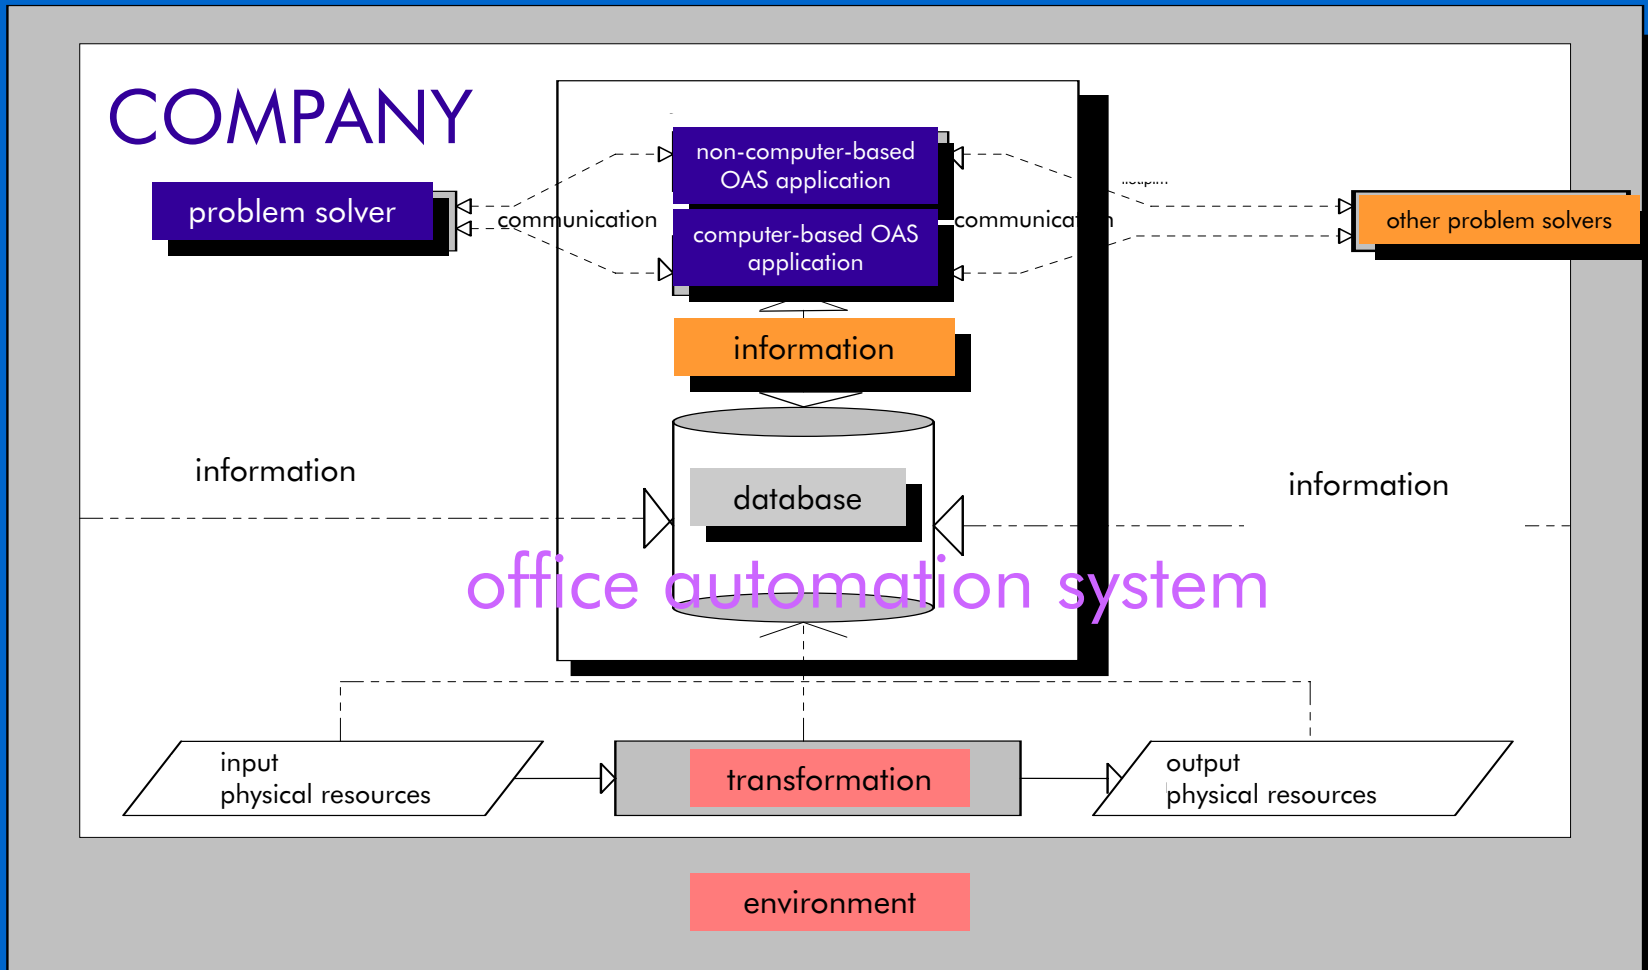 COMPANY
non-computer-based
OAS application
problem solver
communication
computer-based OAS
application
communication
other problem solvers
information
information
information
database
office automation system
input
physical resources
transformation
output
physical resources
environment